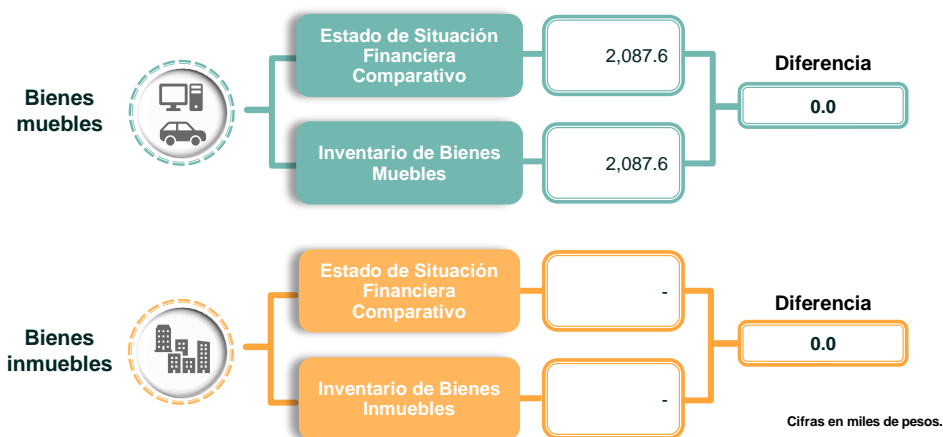 Bienes
muebles
Estado de Situación
Financiera
Comparativo
2,087.6
Inventario de Bienes
Muebles
2,087.6
Diferencia
0.0
Bienes
inmuebles
Estado de Situación
Financiera
Comparativo
-
Inventario de Bienes
Inmuebles
-
Diferencia
0.0
Cifras en miles de pesos.